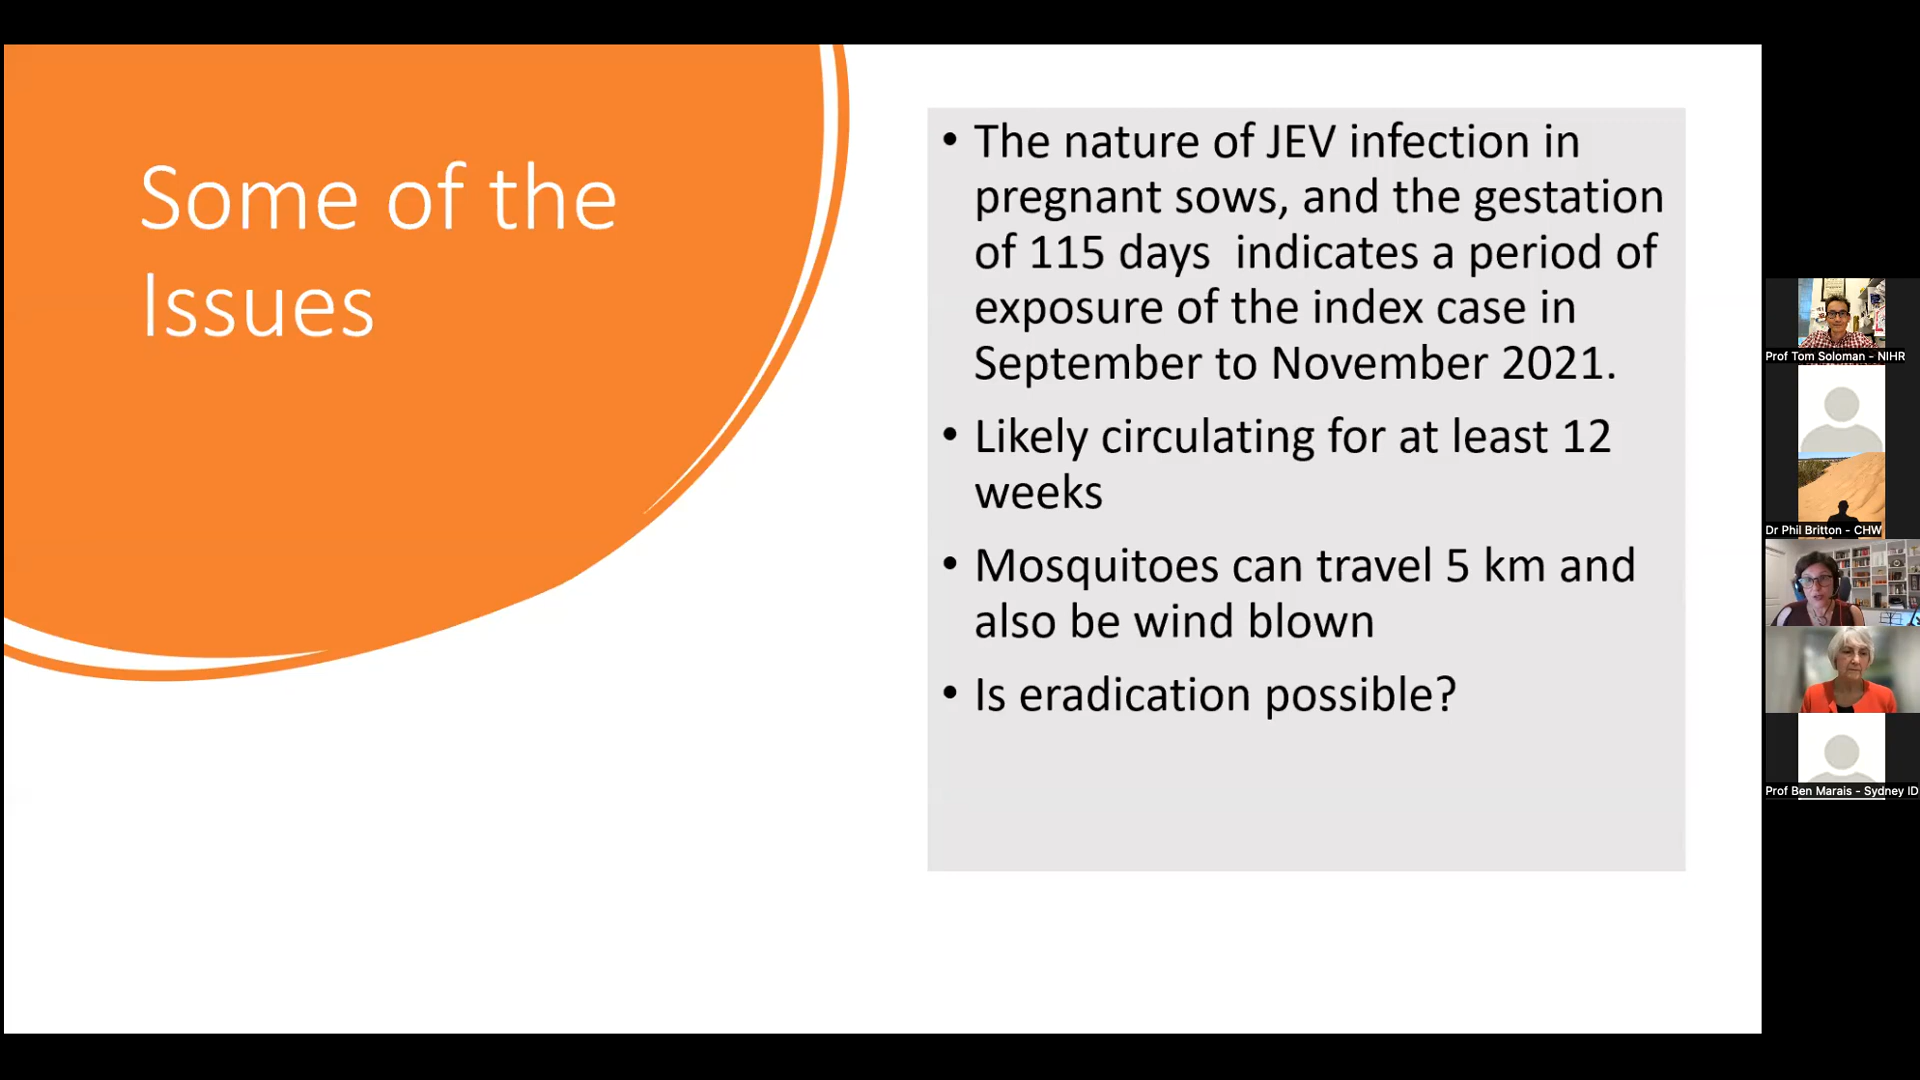 Some of the
Issues
• The nature of JEV infection in
pregnant sows, and the gestation
of 115 days  indicates a period of
exposure of the index case in
September to November 2021.
• Likely circulating for at least 12
weeks
• Mosquitoes can travel 5 km and
also be wind blown
• Is eradication possible?
Prof Tom Soloman - NIHR
Dr Phil Britton - CHW
Prof Ben Marais - Sydney ID